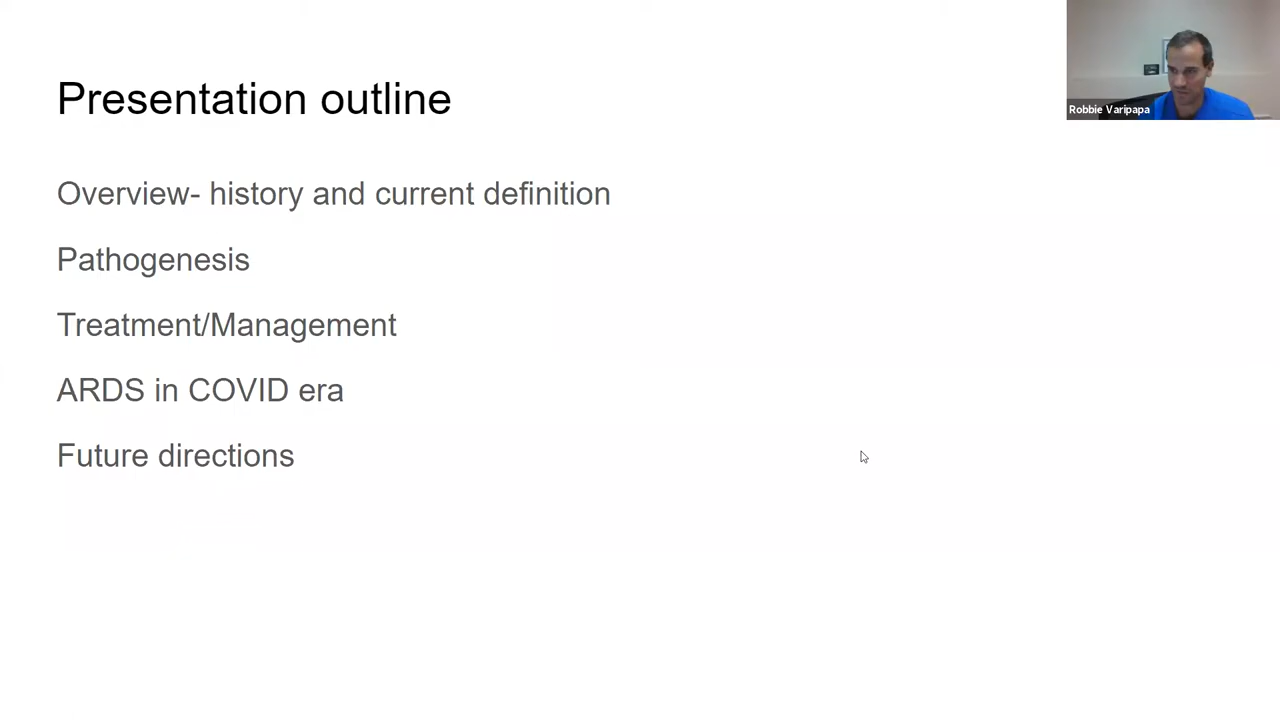 Presentation outline
Robbie Varipapa
Overview- history and current definition
Pathogenesis
Treatment/Management
ARDS in COVID era
Future directions